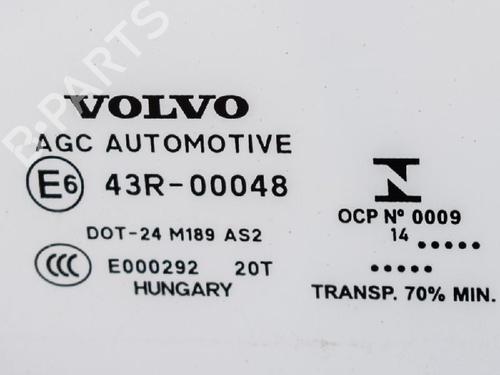 B-PARTS
VOLVO
AGC AUTOMOTIVE
E6 43R-00048
DOT-24 M189 AS2
CCC E000292 20T
HUNGARY
N
OCP Nº 0009
14 .....
.....
TRANSP. 70% MIN.